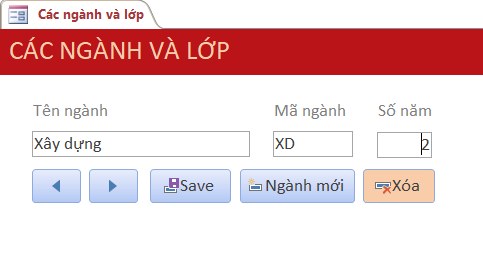 Các ngành và lớp
CÁC NGÀNH VÀ LỚP
Tên ngành Mã ngành Số năm
Xây dựng XD 2
Save Ngành mới Xóa